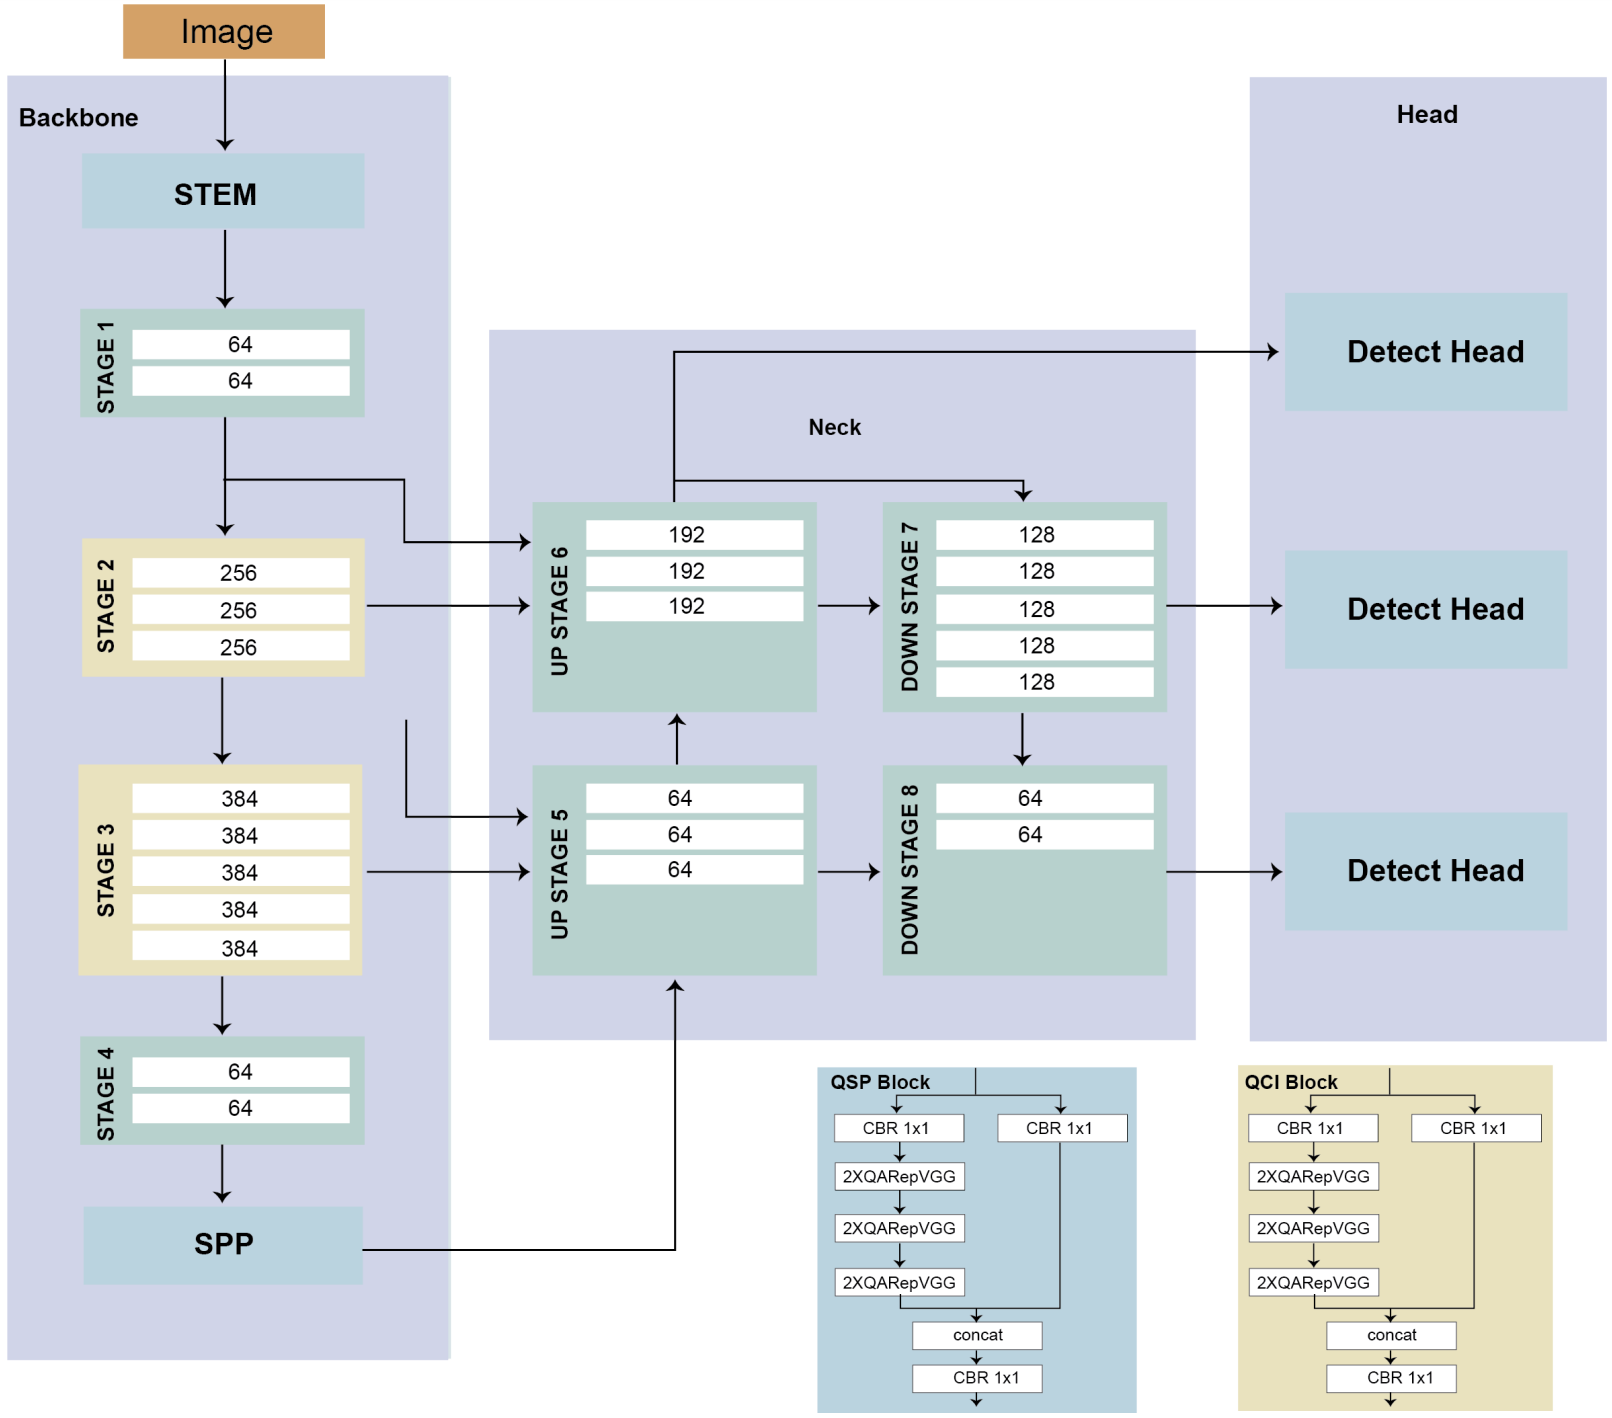 Image
Backbone
STEM
STAGE 1
64
64
STAGE 2
256
256
256
STAGE 3
384
384
384
384
384
STAGE 4
64
64
SPP
Neck
UP STAGE 6
192
192
192
DOWN STAGE 7
128
128
128
128
128
UP STAGE 5
64
64
64
DOWN STAGE 8
64
64
Head
Detect Head
Detect Head
Detect Head
QSP Block
CBR 1x1
CBR 1x1
2XQARepVGG
2XQARepVGG
2XQARepVGG
concat
CBR 1x1
QCI Block
CBR 1x1
CBR 1x1
2XQARepVGG
2XQARepVGG
2XQARepVGG
concat
CBR 1x1